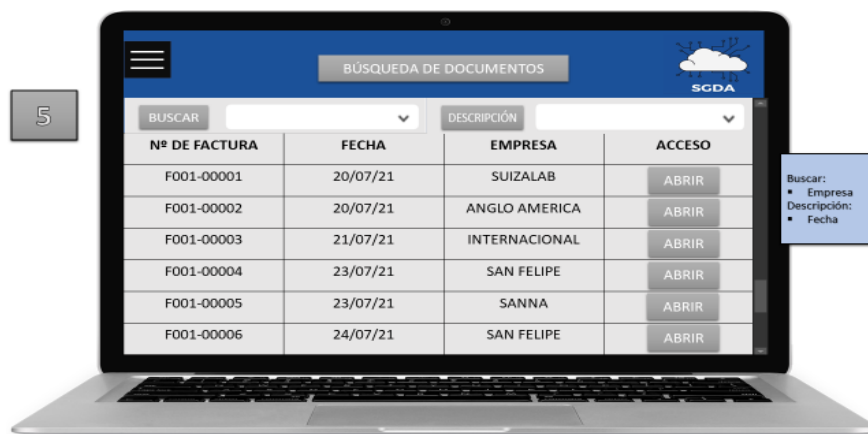 BÚSQUEDA DE DOCUMENTOS
SGDA
5
BUSCAR
DESCRIPCIÓN
Nº DE FACTURA FECHA EMPRESA ACCESO
F001-00001 20/07/21 SUIZALAB ABRIR
F001-00002 20/07/21 ANGLO AMERICA ABRIR
F001-00003 21/07/21 INTERNACIONAL ABRIR
F001-00004 23/07/21 SAN FELIPE ABRIR
F001-00005 23/07/21 SANNA ABRIR
F001-00006 24/07/21 SAN FELIPE ABRIR
Buscar:
▪ Empresa
Descripción:
▪ Fecha